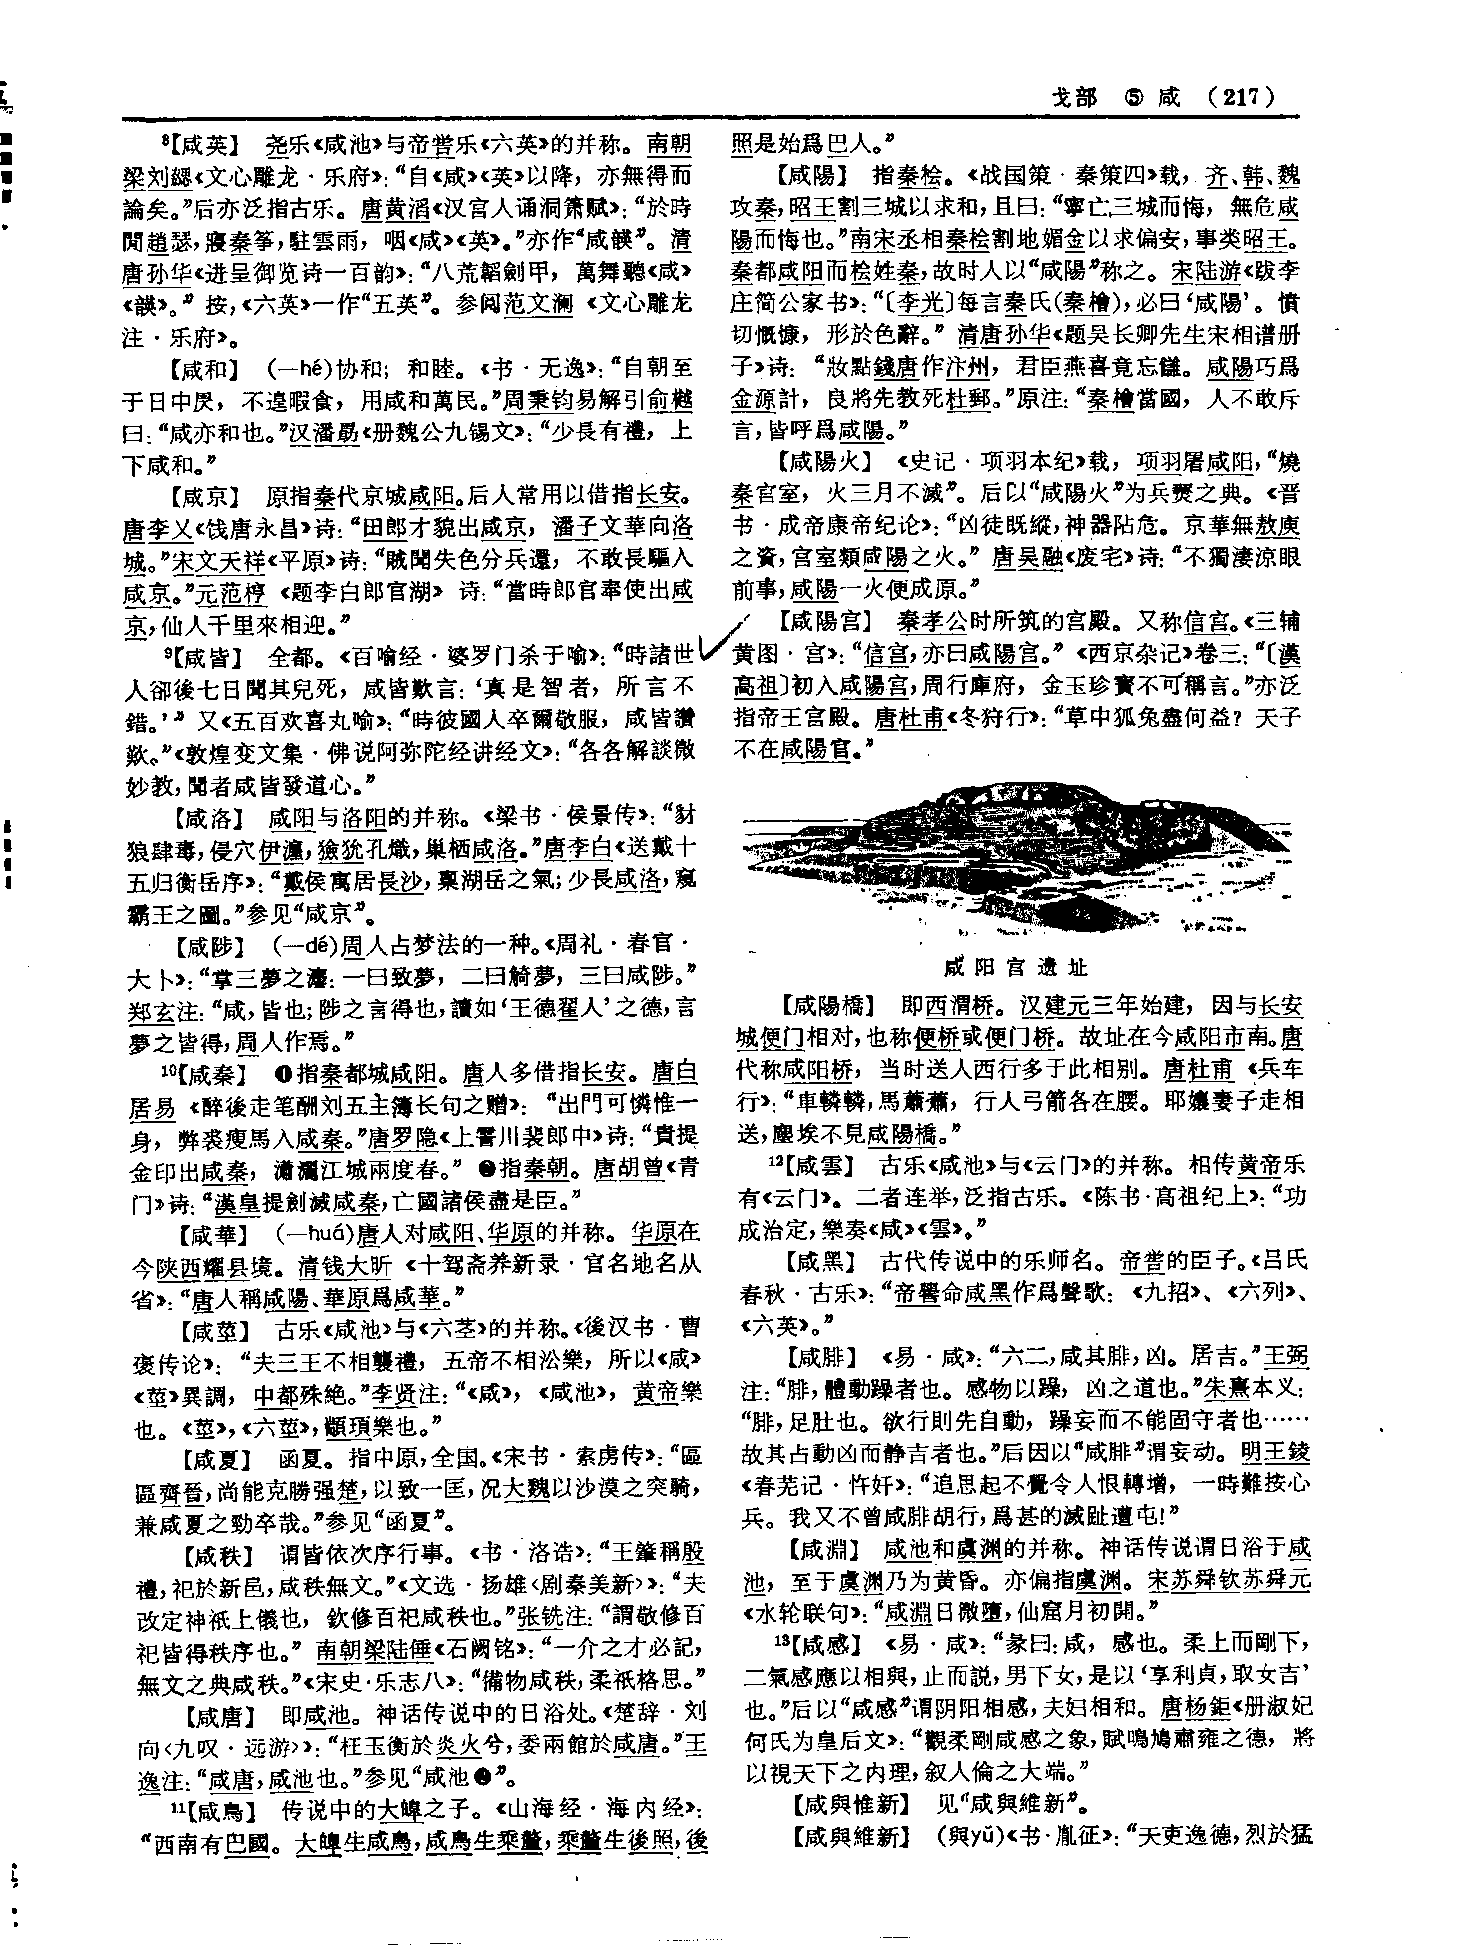 戈部 ⑤ 咸 （217）
⁸【咸英】 尧乐《咸池》与帝喾乐《六英》的并称。南朝
梁刘勰《文心雕龙·乐府》：“自《咸》《英》以降，亦無得而
論矣。”后亦泛指古乐。唐黄滔《汉宫人诵洞箫赋》：“於時
閲趙瑟，寢秦筝，駐雲雨，咽《咸》《英》。”亦作“咸韺”。清
唐孙华《进呈御览诗一百韵》：“八荒韜劍甲，萬舞聽《咸》
《韺》。”按，《六英》一作“五英”。参阅范文澜《文心雕龙
注·乐府》。
【咸和】 （—hé）协和；和睦。《书·无逸》：“自朝至
于日中昃，不遑暇食，用咸和萬民。”周秉钧易解引俞樾
曰：“咸亦和也。”汉潘勗《册魏公九锡文》：“少長有禮，上
下咸和。”
【咸京】 原指秦代京城咸阳。后人常用以借指长安。
唐李乂《饯唐永昌》诗：“田郎才貌出咸京，潘子文華向洛
城。”宋文天祥《平原》诗：“賊聞失色分兵還，不敢長驅入
咸京。”元范梈《题李白郎官湖》诗：“當時郎官奉使出咸
京，仙人千里來相迎。”
⁹【咸皆】 全都。《百喻经·婆罗门杀子喻》：“時諸世
人卻後七日聞其兒死，咸皆歎言：‘真是智者，所言不
錯。’”又《五百欢喜丸喻》：“時彼國人卒爾敬服，咸皆讚
歎。”《敦煌变文集·佛说阿弥陀经讲经文》：“各各解談微
妙教，聞者咸皆發道心。”
【咸洛】 咸阳与洛阳的并称。《梁书·侯景传》：“豺
狼肆毒，侵穴伊瀍，獫狁孔熾，巢栖咸洛。”唐李白《送戴十
五归衡岳序》：“戴侯寓居長沙，稟湖岳之氣；少長咸洛，窺
霸王之圖。”参见“咸京”。
【咸陟】 （—dé）周人占梦法的一种。《周礼·春官·
大卜》：“掌三夢之灋：一曰致夢，二曰觭夢，三曰咸陟。”
郑玄注：“咸，皆也；陟之言得也，讀如‘王德翟人’之德，言
夢之皆得，周人作焉。”
¹⁰【咸秦】 ❶指秦都城咸阳。唐人多借指长安。唐白
居易《醉後走笔酬刘五主簿长句之赠》：“出門可憐惟一
身，弊裘瘦馬入咸秦。”唐罗隐《上霅川裴郎中》诗：“貴提
金印出咸秦，瀟灑江城兩度春。”❷指秦朝。唐胡曾《青
门》诗：“漢皇提劍滅咸秦，亡國諸侯盡是臣。”
【咸華】 （—huá）唐人对咸阳、华原的并称。华原在
今陕西耀县境。清钱大昕《十驾斋养新录·官名地名从
省》：“唐人稱咸陽、華原爲咸華。”
【咸莖】 古乐《咸池》与《六茎》的并称。《後汉书·曹
褒传论》：“夫三王不相襲禮，五帝不相沿樂，所以《咸》
《莖》異調，中都殊絶。”李贤注：“《咸》，《咸池》，黄帝樂
也。《莖》，《六莖》，顓頊樂也。”
【咸夏】 函夏。指中原，全国。《宋书·索虏传》：“區
區齊晉，尚能克勝强楚，以致一匡，况大魏以沙漠之突騎，
兼咸夏之勁卒哉。”参见“函夏”。
【咸秩】 谓皆依次序行事。《书·洛诰》：“王肇稱殷
禮，祀於新邑，咸秩無文。”《文选·扬雄〈剧秦美新〉》：“夫
改定神祇上儀也，欽修百祀咸秩也。”张铣注：“謂敬修百
祀皆得秩序也。”南朝梁陆倕《石阙铭》：“一介之才必記，
無文之典咸秩。”《宋史·乐志八》：“備物咸秩，柔祇格思。”
【咸唐】 即咸池。神话传说中的日浴处。《楚辞·刘
向〈九叹·远游〉》：“枉玉衡於炎火兮，委兩館於咸唐。”王
逸注：“咸唐，咸池也。”参见“咸池❷”。
¹¹【咸鳥】 传说中的大皞之子。《山海经·海内经》：
“西南有巴國。大皞生咸鳥，咸鳥生乘釐，乘釐生後照，後
照是始爲巴人。”
【咸陽】 指秦桧。《战国策·秦策四》载，齐、韩、魏
攻秦，昭王割三城以求和，且曰：“寧亡三城而悔，無危咸
陽而悔也。”南宋丞相秦桧割地媚金以求偏安，事类昭王。
秦都咸阳而桧姓秦，故时人以“咸陽”称之。宋陆游《跋李
庄简公家书》：“〔李光〕每言秦氏（秦檜），必曰‘咸陽’。憤
切慨慷，形於色辭。”清唐孙华《题吴长卿先生宋相谱册
子》诗：“妝點錢唐作汴州，君臣燕喜竟忘讎。咸陽巧爲
金源計，良將先教死杜郵。”原注：“秦檜當國，人不敢斥
言，皆呼爲咸陽。”
【咸陽火】 《史记·项羽本纪》载，项羽屠咸阳，“燒
秦宫室，火三月不滅”。后以“咸陽火”为兵燹之典。《晋
书·成帝康帝纪论》：“凶徒既縱，神器阽危。京華無敖庾
之資，宫室類咸陽之火。”唐吴融《废宅》诗：“不獨淒涼眼
前事，咸陽一火便成原。”
【咸陽宫】 秦孝公时所筑的宫殿。又称信宫。《三辅
黄图·宫》：“信宫，亦曰咸陽宫。”《西京杂记》卷三：“〔漢
高祖〕初入咸陽宫，周行庫府，金玉珍寳不可稱言。”亦泛
指帝王宫殿。唐杜甫《冬狩行》：“草中狐兔盡何益？天子
不在咸陽宫。”
咸阳宫遗址
【咸陽橋】 即西渭桥。汉建元三年始建，因与长安
城便门相对，也称便桥或便门桥。故址在今咸阳市南。唐
代称咸阳桥，当时送人西行多于此相别。唐杜甫《兵车
行》：“車轔轔，馬蕭蕭，行人弓箭各在腰。耶孃妻子走相
送，塵埃不見咸陽橋。”
¹²【咸雲】 古乐《咸池》与《云门》的并称。相传黄帝乐
有《云门》。二者连举，泛指古乐。《陈书·高祖纪上》：“功
成治定，樂奏《咸》《雲》。”
【咸黑】 古代传说中的乐师名。帝喾的臣子。《吕氏
春秋·古乐》：“帝嚳命咸黑作爲聲歌：《九招》、《六列》、
《六英》。”
【咸腓】 《易·咸》：“六二，咸其腓，凶。居吉。”王弼
注：“腓，體動躁者也。感物以躁，凶之道也。”朱熹本义：
“腓，足肚也。欲行則先自動，躁妄而不能固守者也……
故其占動凶而静吉者也。”后因以“咸腓”谓妄动。明王錂
《春芜记·忤奸》：“追思起不覺令人恨轉增，一時難按心
兵。我又不曾咸腓胡行，爲甚的滅趾遭屯！”
【咸淵】 咸池和虞渊的并称。神话传说谓日浴于咸
池，至于虞渊乃为黄昏。亦偏指虞渊。宋苏舜钦苏舜元
《水轮联句》：“咸淵日微墮，仙窟月初開。”
¹³【咸感】 《易·咸》：“彖曰：咸，感也。柔上而剛下，
二氣感應以相與，止而説，男下女，是以‘享利貞，取女吉’
也。”后以“咸感”谓阴阳相感，夫妇相和。唐杨鉅《册淑妃
何氏为皇后文》：“觀柔剛咸感之象，賦鳴鳩肅雍之德，將
以視天下之内理，叙人倫之大端。”
【咸與惟新】 见“咸與維新”。
【咸與維新】 （與yǔ）《书·胤征》：“天吏逸德，烈於猛